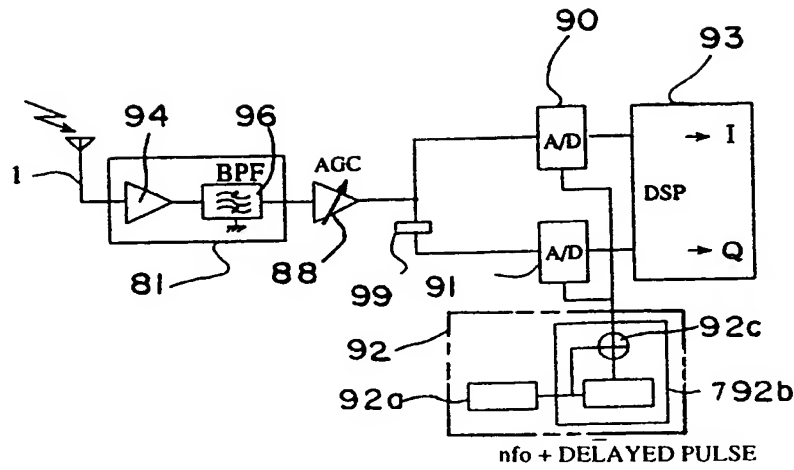 90
93
94
96
1
BPF
AGC
A/D
I
DSP
Q
A/D
81
88
99
91
92
92c
92a
792b
nfo + DELAYED PULSE